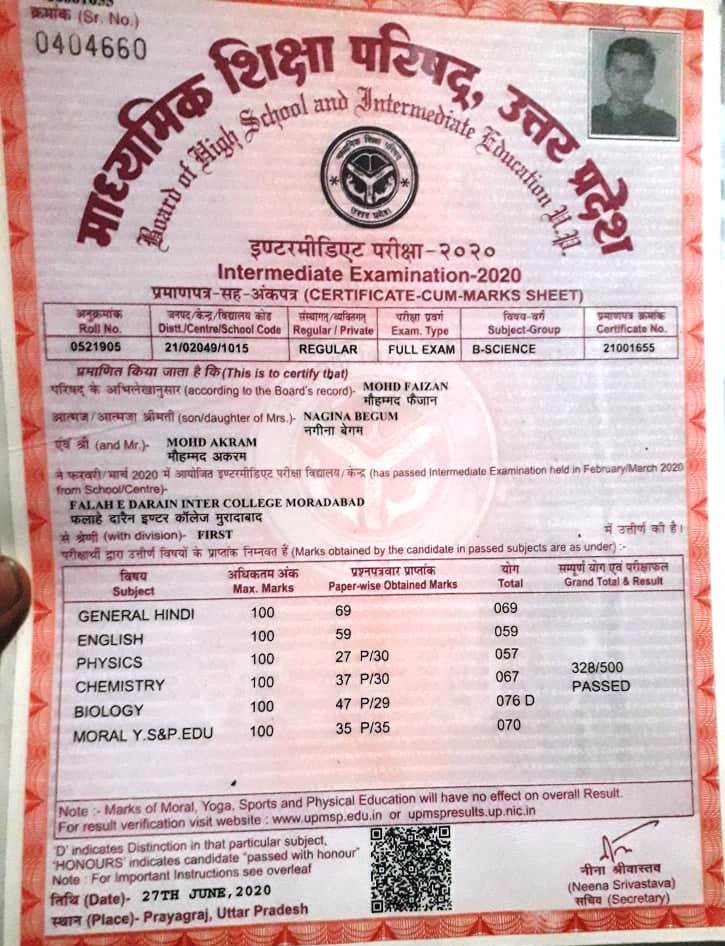 क्रमांक (Sr. No.)
0404660
माध्यमिक शिक्षा परिषद्, उत्तर प्रदेश
Board of High School and Intermediate Education U.P.
माध्यमिक शिक्षा परिषद्
उत्तर प्रदेश
इण्टरमीडिएट परीक्षा-२०२०
Intermediate Examination-2020
प्रमाणपत्र-सह-अंकपत्र (CERTIFICATE-CUM-MARKS SHEET)
अनुक्रमांक जनपद/केन्द्र/विद्यालय कोड संस्थागत/व्यक्तिगत परीक्षा प्रवर्ग विषय-वर्ग प्रमाणपत्र क्रमांक
Roll No. Distt./Centre/School Code Regular / Private Exam. Type Subject-Group Certificate No.
0521905 21/02049/1015 REGULAR FULL EXAM B-SCIENCE 21001655
प्रमाणित किया जाता है कि (This is to certify that)
परिषद के अभिलेखानुसार (according to the Board's record)- MOHD FAIZAN
मौहम्मद फैजान
आत्मज/आत्मजा श्रीमती (son/daughter of Mrs.)- NAGINA BEGUM
नगीना बेगम
एवं श्री (and Mr.)- MOHD AKRAM
मौहम्मद अकरम
ने फरवरी/मार्च 2020 में आयोजित इण्टरमीडिएट परीक्षा विद्यालय/केन्द्र (has passed Intermediate Examination held in February/March 2020
from School/Centre)-
FALAH E DARAIN INTER COLLEGE MORADABAD
फलाहे दारैन इण्टर कॉलेज मुरादाबाद
से श्रेणी (with division)- FIRST में उत्तीर्ण की है।
परीक्षार्थी द्वारा उत्तीर्ण विषयों के प्राप्तांक निम्नवत हैं (Marks obtained by the candidate in passed subjects are as under) :-
विषय अधिकतम अंक प्रश्नपत्रवार प्राप्तांक योग सम्पूर्ण योग एवं परीक्षाफल
Subject Max. Marks Paper-wise Obtained Marks Total Grand Total & Result
GENERAL HINDI 100 69 069
ENGLISH 100 59 059
PHYSICS 100 27 P/30 057
328/500
CHEMISTRY 100 37 P/30 067
PASSED
BIOLOGY 100 47 P/29 076 D
MORAL Y.S&P.EDU 100 35 P/35 070
Note :- Marks of Moral, Yoga, Sports and Physical Education will have no effect on overall Result.
For result verification visit website : www.upmsp.edu.in or upmspresults.up.nic.in
'D' indicates Distinction in that particular subject,
'HONOURS' indicates candidate "passed with honour"
Note : For Important Instructions see overleaf
तिथि (Date)- 27TH JUNE, 2020
स्थान (Place)- Prayagraj, Uttar Pradesh
नीना श्रीवास्तव
(Neena Srivastava)
सचिव (Secretary)